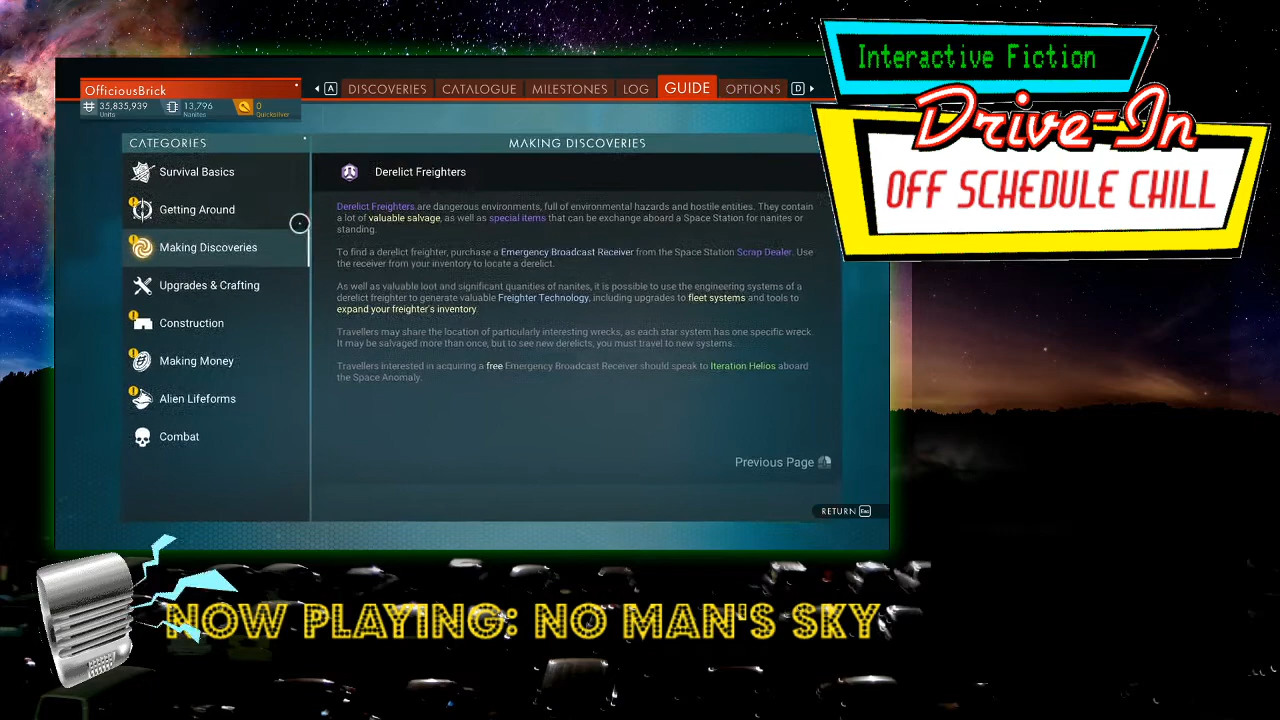 Interactive Fiction
Drive-In
OFF SCHEDULE CHILL
OfficiousBrick
35,835,939
Units
13,796
Nanites
0
Quicksilver
A DISCOVERIES CATALOGUE MILESTONES LOG GUIDE OPTIONS D
CATEGORIES
Survival Basics
Getting Around
Making Discoveries
Upgrades & Crafting
Construction
Making Money
Alien Lifeforms
Combat
MAKING DISCOVERIES
Derelict Freighters
Derelict Freighters are dangerous environments, full of environmental hazards and hostile entities. They contain
a lot of valuable salvage, as well as special items that can be exchange aboard a Space Station for nanites or
standing.
To find a derelict freighter, purchase a Emergency Broadcast Receiver from the Space Station Scrap Dealer. Use
the receiver from your inventory to locate a derelict.
As well as valuable loot and significant quantities of nanites, it is possible to use the engineering systems of a
derelict freighter to generate valuable Freighter Technology, including upgrades to fleet systems and tools to
expand your freighter's inventory.
Travellers may share the location of particularly interesting wrecks, as each star system has one specific wreck.
It may be salvaged more than once, but to see new derelicts, you must travel to new systems.
Travellers interested in acquiring a free Emergency Broadcast Receiver should speak to Iteration Helios aboard
the Space Anomaly.
Previous Page
RETURN Esc
NOW PLAYING: NO MAN'S SKY